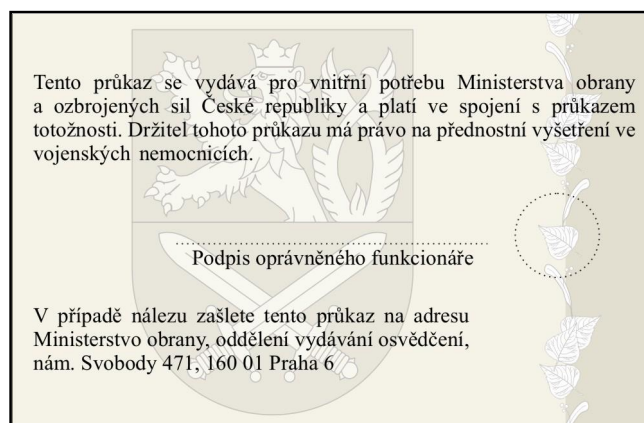 Tento průkaz se vydává pro vnitřní potřebu Ministerstva obrany
a ozbrojených sil České republiky a platí ve spojení s průkazem
totožnosti. Držitel tohoto průkazu má právo na přednostní vyšetření ve
vojenských nemocnicích.
Podpis oprávněného funkcionáře
V případě nálezu zašlete tento průkaz na adresu
Ministerstvo obrany, oddělení vydávání osvědčení,
nám. Svobody 471, 160 01 Praha 6